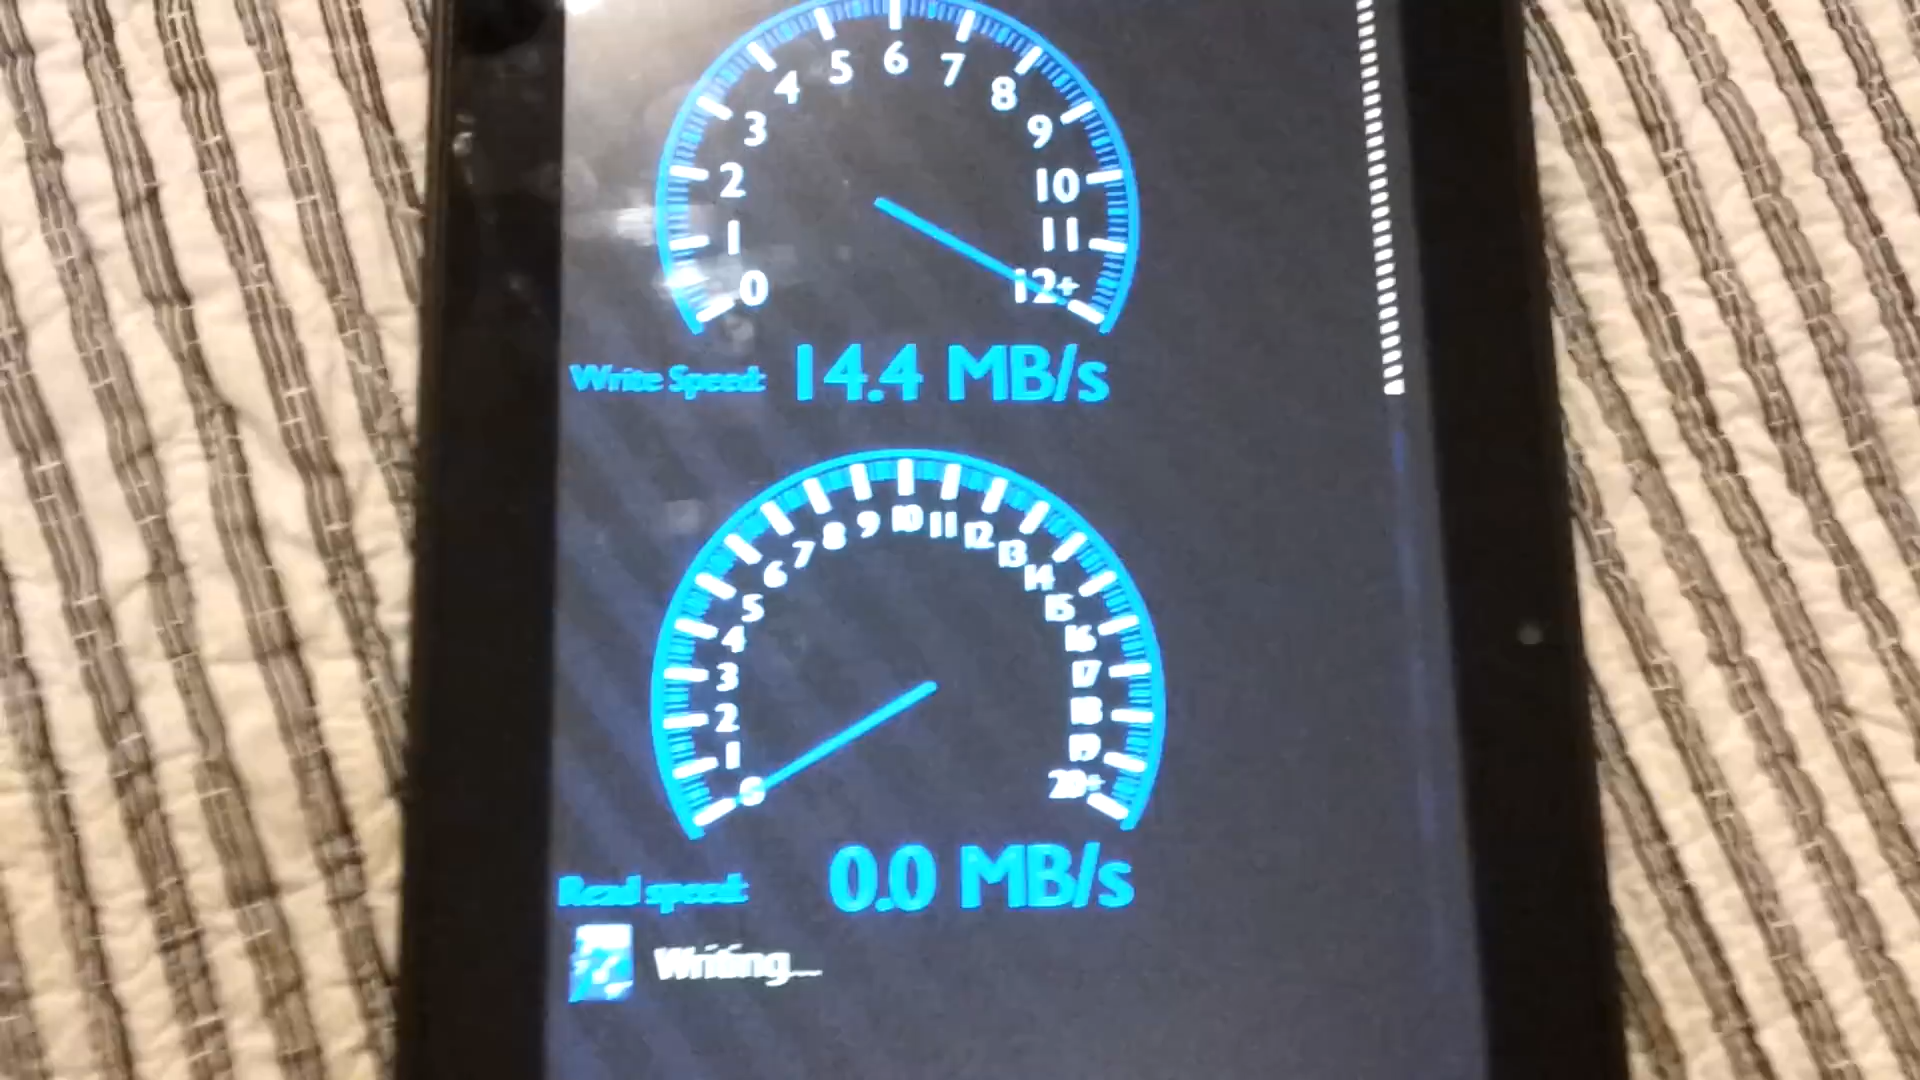 0 1 2 3 4 5 6 7 8 9 10 11 12+
Write Speed: 14.4 MB/s
0 1 2 3 4 5 6 7 8 9 10 11 12 13 14 15 16 17 18 19 20+
Read speed: 0.0 MB/s
Writing...